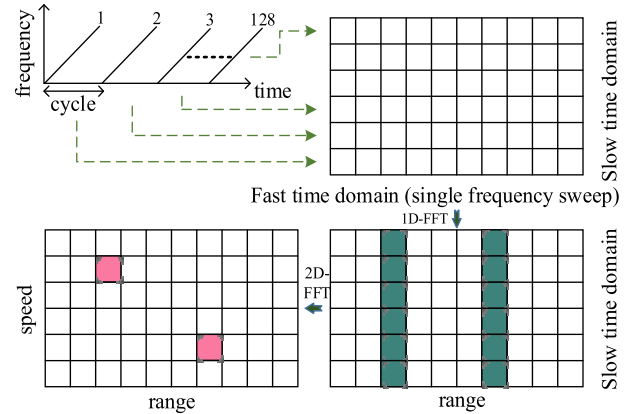 frequency
1
2
3
128
time
cycle
Slow time domain
Fast time domain (single frequency sweep)
1D-FFT
speed
2D-
FFT
Slow time domain
range
range